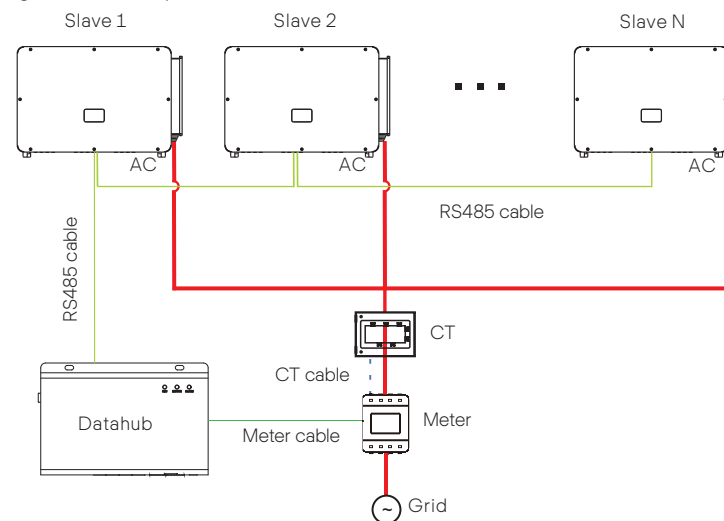 Slave 1
Slave 2
Slave N
AC
AC
AC
RS485 cable
RS485 cable
CT
CT cable
Datahub
Meter cable
Meter
Grid